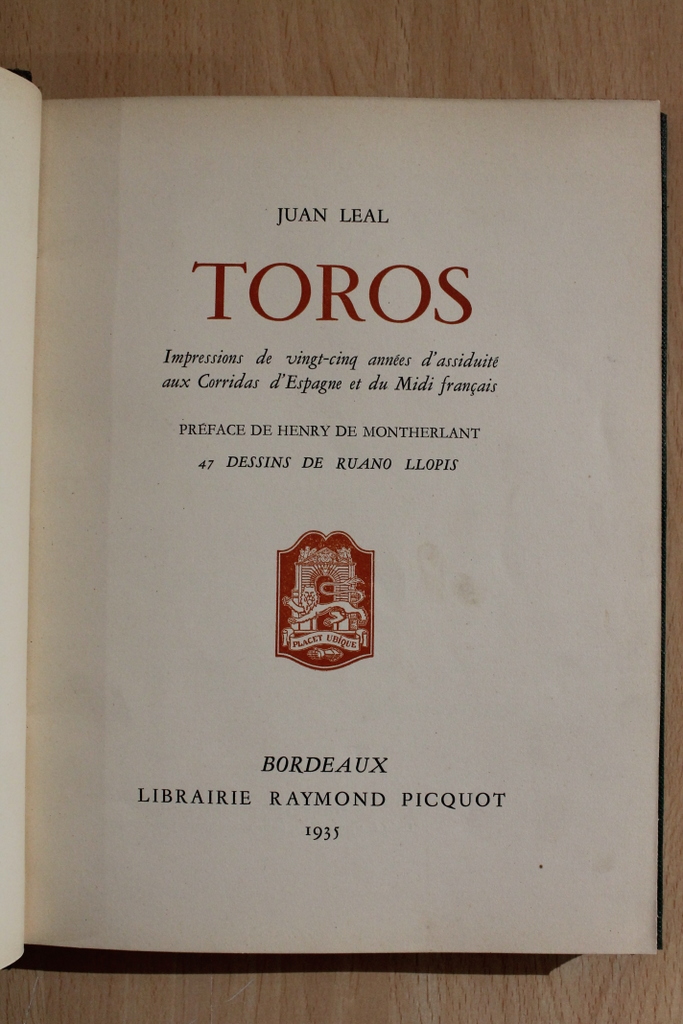 JUAN LEAL
TOROS
Impressions de vingt-cinq années d'assiduité
aux Corridas d'Espagne et du Midi français
PRÉFACE DE HENRY DE MONTHERLANT
47 DESSINS DE RUANO LLOPIS
PLACET UBIQUE
BORDEAUX
LIBRAIRIE RAYMOND PICQUOT
1935